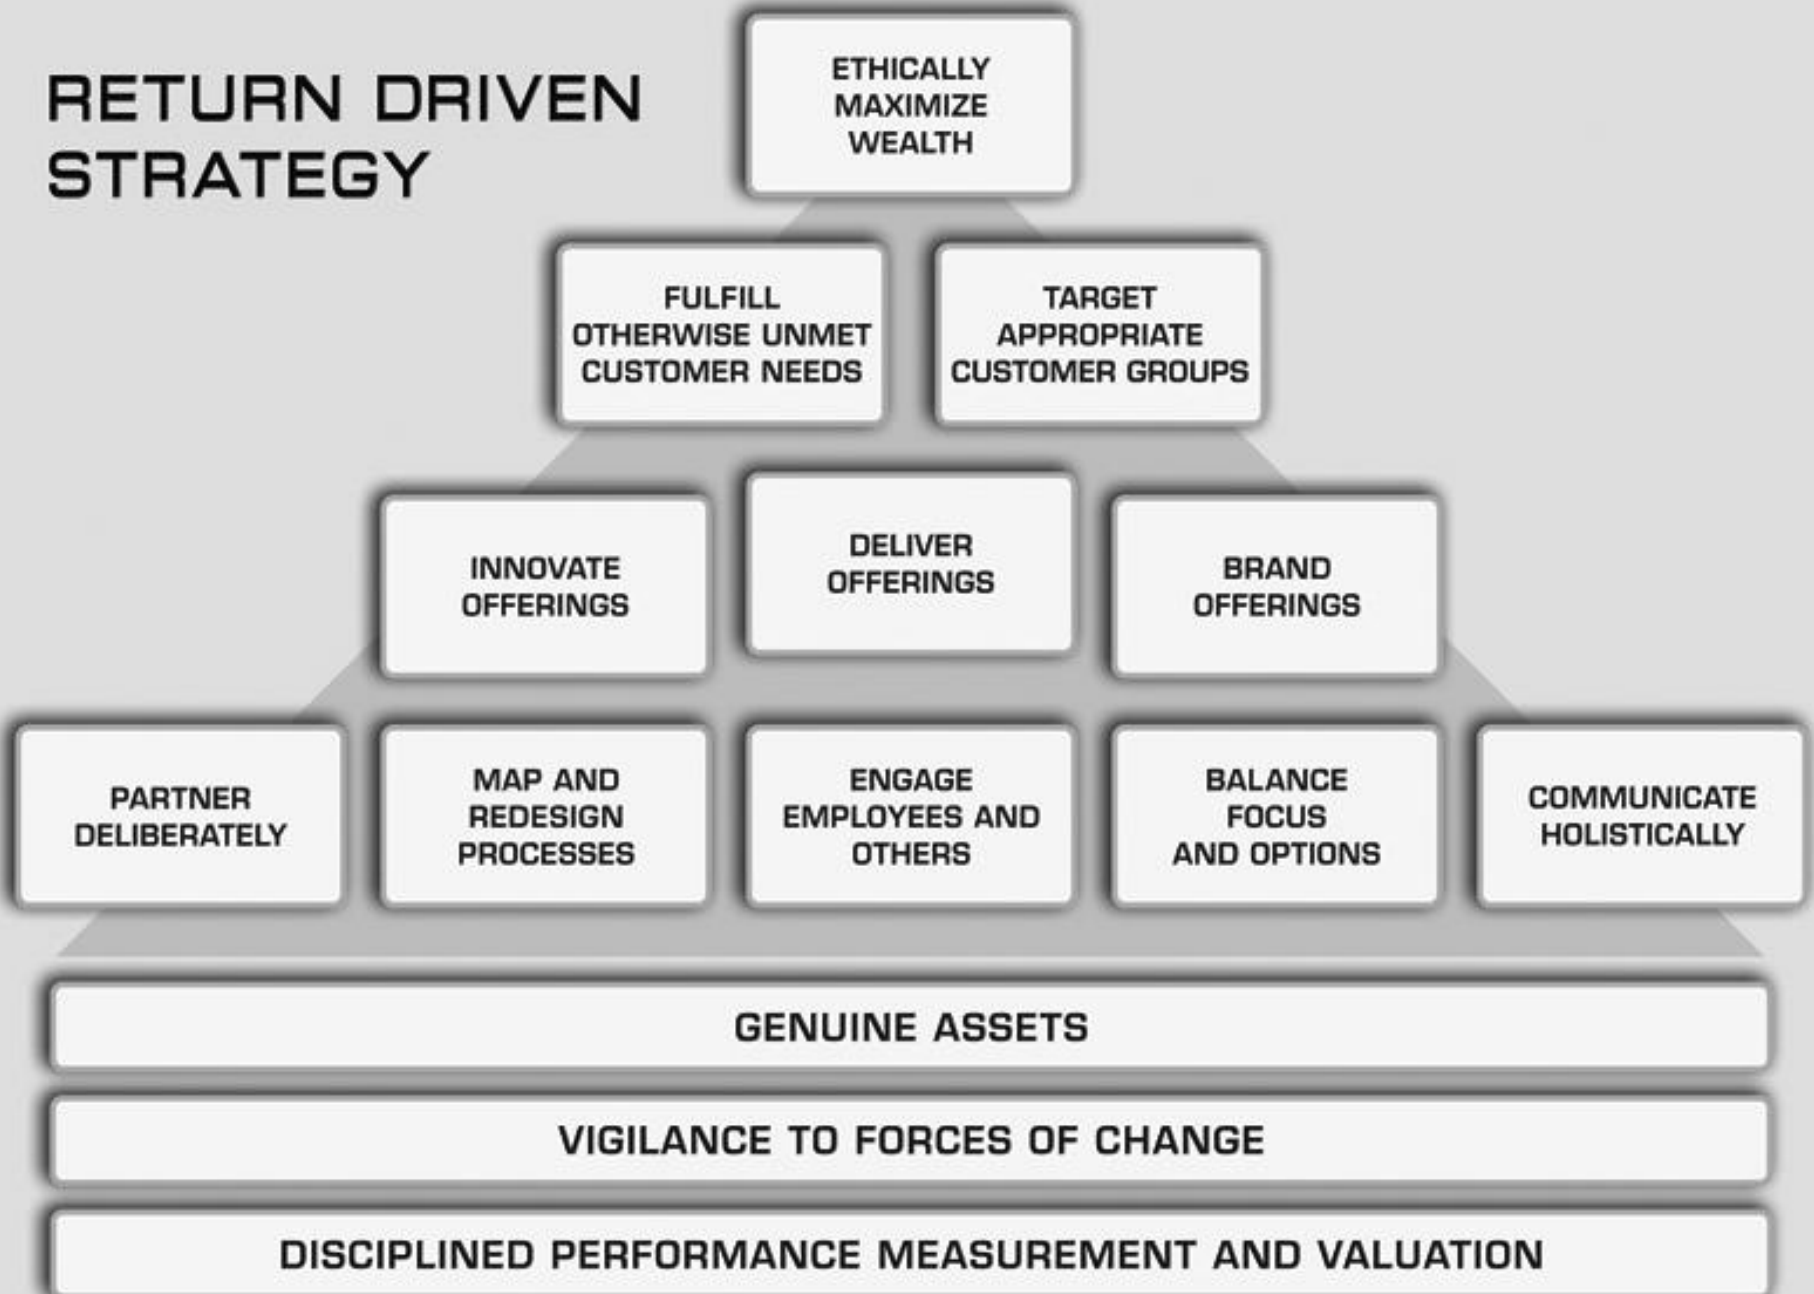 RETURN DRIVEN
STRATEGY
ETHICALLY
MAXIMIZE
WEALTH
FULFILL
OTHERWISE UNMET
CUSTOMER NEEDS
TARGET
APPROPRIATE
CUSTOMER GROUPS
INNOVATE
OFFERINGS
DELIVER
OFFERINGS
BRAND
OFFERINGS
PARTNER
DELIBERATELY
MAP AND
REDESIGN
PROCESSES
ENGAGE
EMPLOYEES AND
OTHERS
BALANCE
FOCUS
AND OPTIONS
COMMUNICATE
HOLISTICALLY
GENUINE ASSETS
VIGILANCE TO FORCES OF CHANGE
DISCIPLINED PERFORMANCE MEASUREMENT AND VALUATION